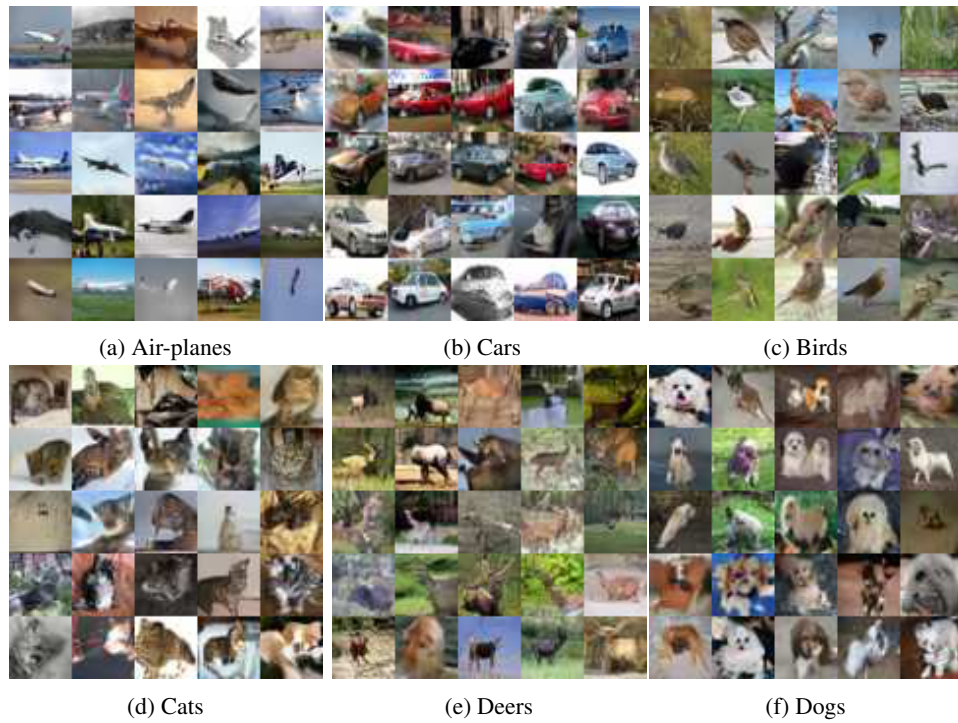 (a) Air-planes
(b) Cars
(c) Birds
(d) Cats
(e) Deers
(f) Dogs